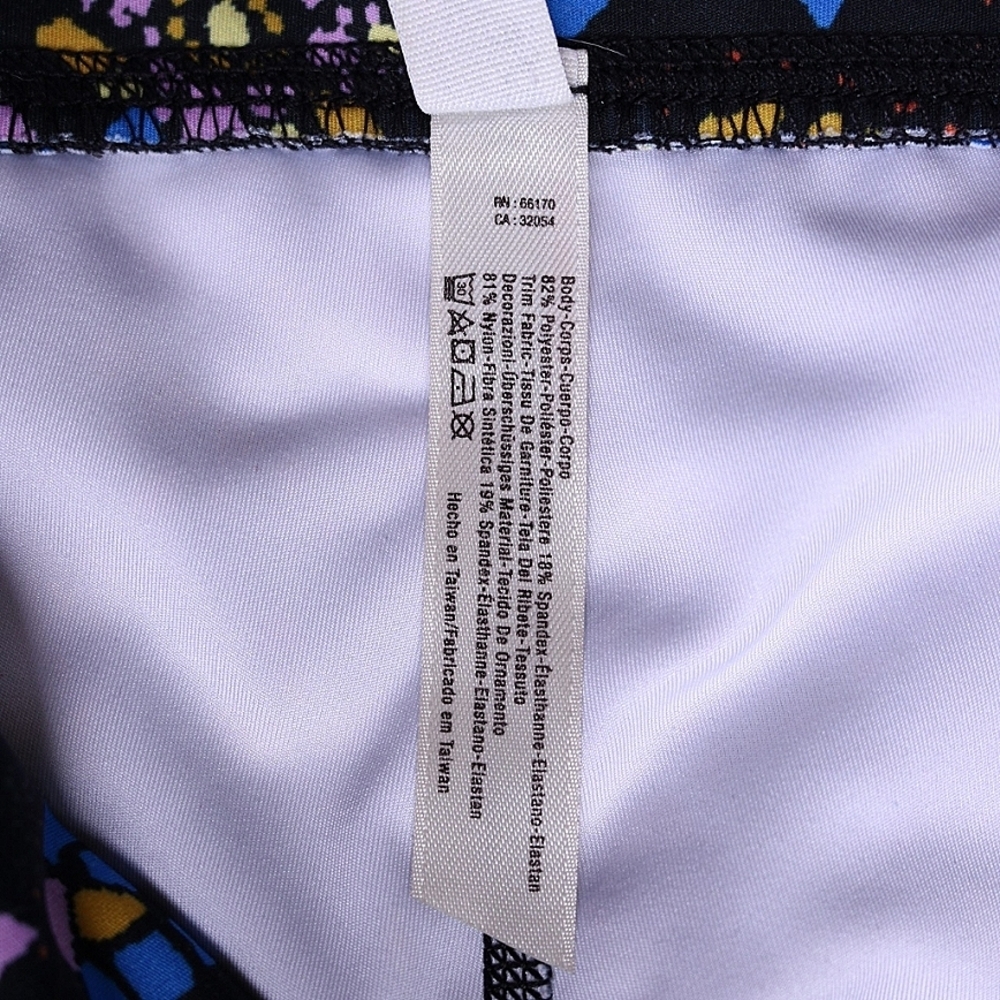 RN : 66170
CA : 32054
Body-Corps-Cuerpo-Corpo
82% Polyester-Poliéster-Poliestere 18% Spandex-Élasthanne-Elastano-Elastan
Trim Fabric-Tissu De Garniture-Tela Del Ribete-Tessuto
Decorazioni-Überschüssiges Material-Tecido De Ornamento
81% Nylon-Fibra Sintética 19% Spandex-Élasthanne-Elastano-Elastan
30
Hecho en Taiwan/Fabricado em Taiwan